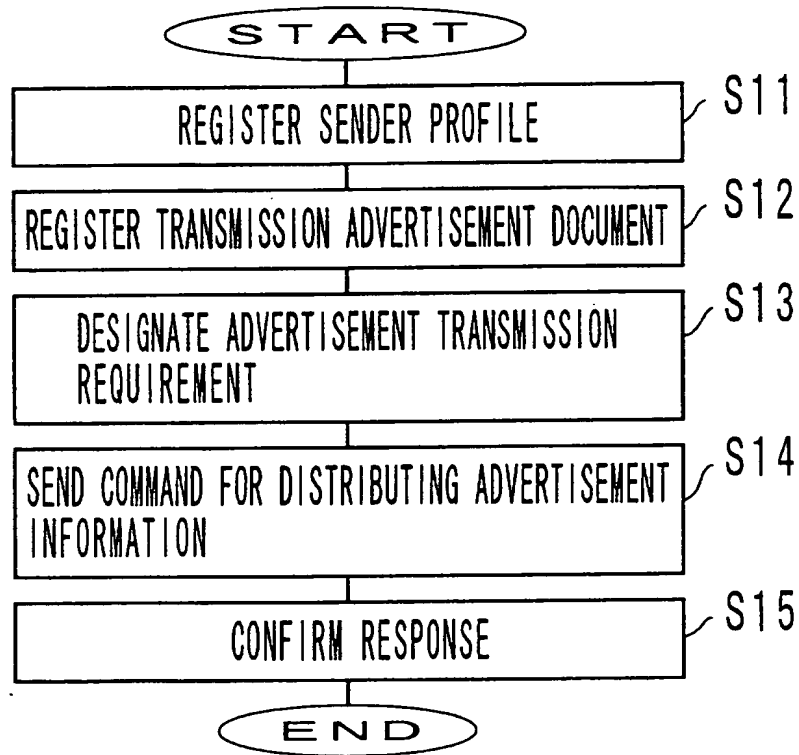 START
REGISTER SENDER PROFILE
S11
REGISTER TRANSMISSION ADVERTISEMENT DOCUMENT
S12
DESIGNATE ADVERTISEMENT TRANSMISSION
REQUIREMENT
S13
SEND COMMAND FOR DISTRIBUTING ADVERTISEMENT
INFORMATION
S14
CONFIRM RESPONSE
S15
END